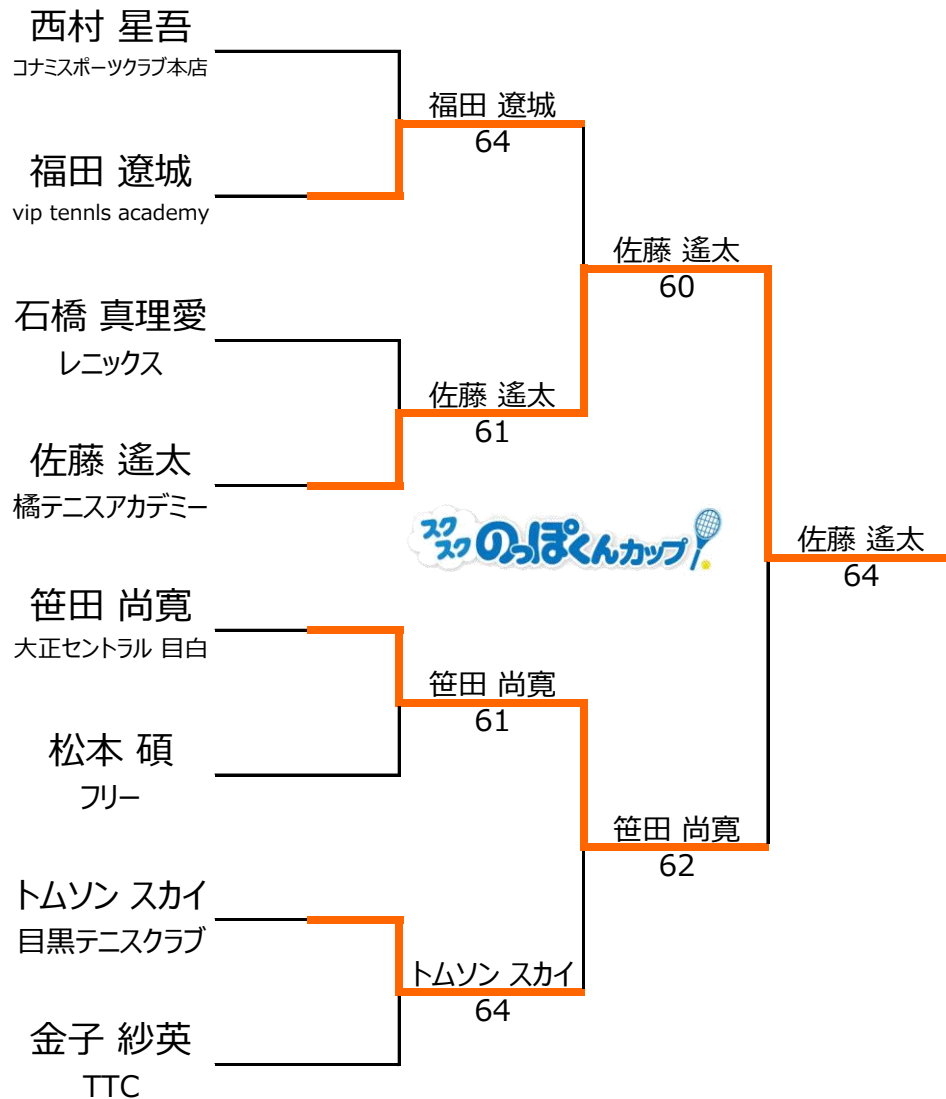 西村 星吾
コナミスポーツクラブ本店
福田 遼城
64
福田 遼城
vip tennls academy
佐藤 遙太
60
石橋 真理愛
レニックス
佐藤 遙太
61
佐藤 遙太
橘テニスアカデミー
スクスクのっぽくんカップ
佐藤 遙太
64
笹田 尚寛
大正セントラル 目白
笹田 尚寛
61
松本 碩
フリー
笹田 尚寛
62
トムソン スカイ
目黒テニスクラブ
トムソン スカイ
64
金子 紗英
TTC